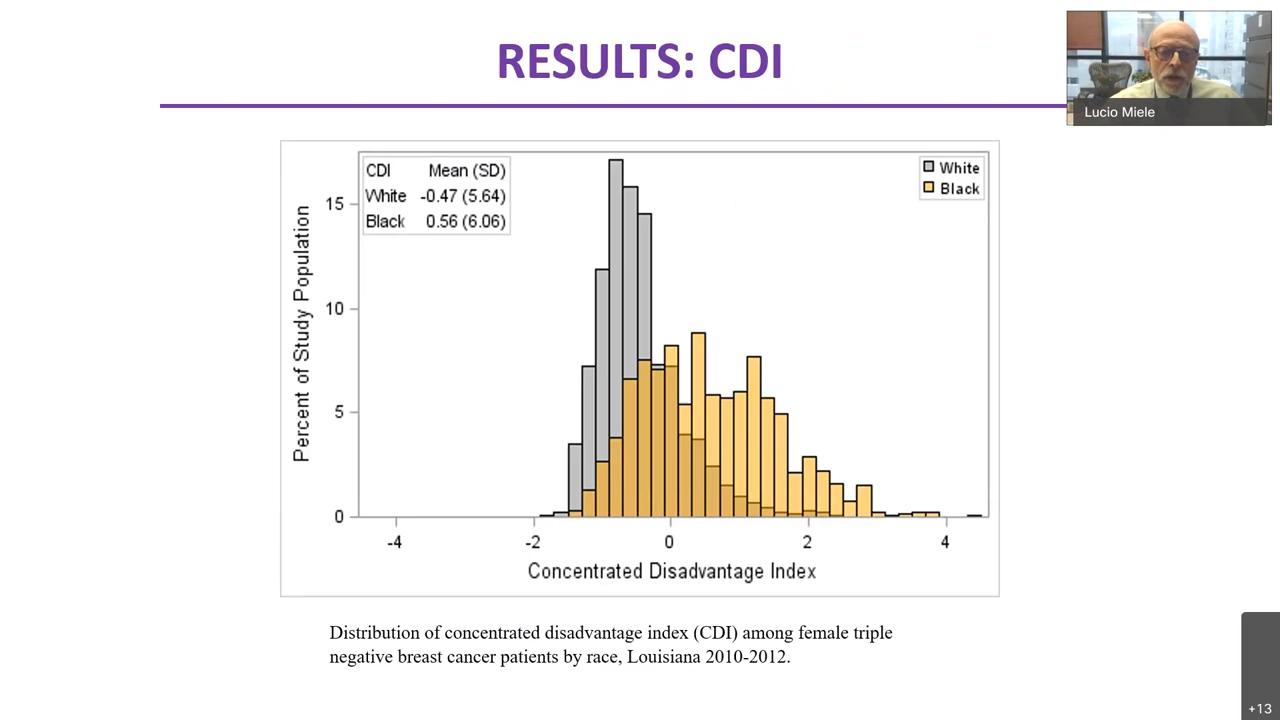 RESULTS: CDI
Lucio Miele
CDI Mean (SD)
White -0.47 (5.64)
Black 0.56 (6.06)
White
Black
Percent of Study Population
15
10
5
0
-4 -2 0 2 4
Concentrated Disadvantage Index
Distribution of concentrated disadvantage index (CDI) among female triple
negative breast cancer patients by race, Louisiana 2010-2012.
+13